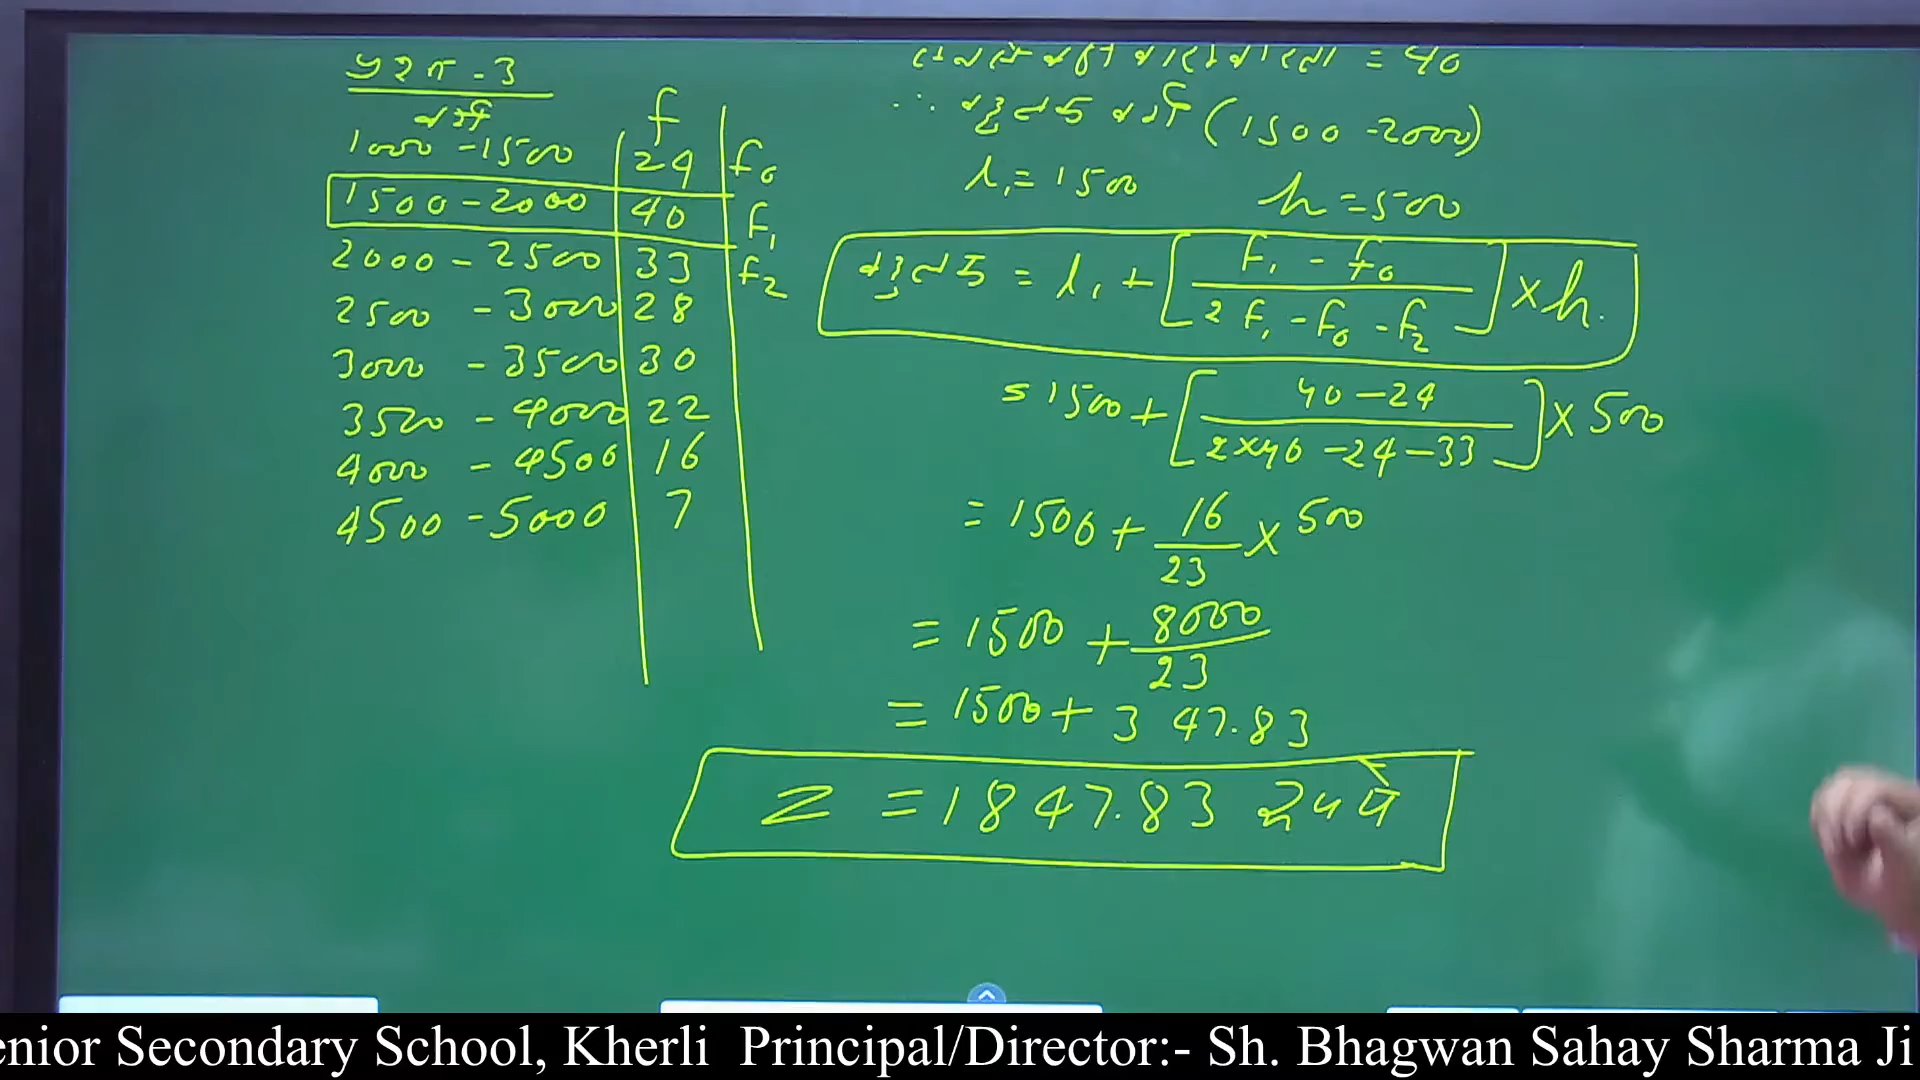 प्रश्न - 3
वर्ग f
1000 - 1500 24 f₀
1500 - 2000 40 f₁
2000 - 2500 33 f₂
2500 - 3000 28
3000 - 3500 30
3500 - 4000 22
4000 - 4500 16
4500 - 5000 7
= 40
∴ बहुलक वर्ग (1500 - 2000)
l₁ = 1500 h = 500
बहुलक = l₁ + [f₁ - f₀ / 2f₁ - f₀ - f₂] × h.
= 1500 + [40 - 24 / 2×40 - 24 - 33] × 500
= 1500 + 16/23 × 500
= 1500 + 8000/23
= 1500 + 347.83
Z = 1847.83 रुपये
enior Secondary School, Kherli Principal/Director:- Sh. Bhagwan Sahay Sharma Ji